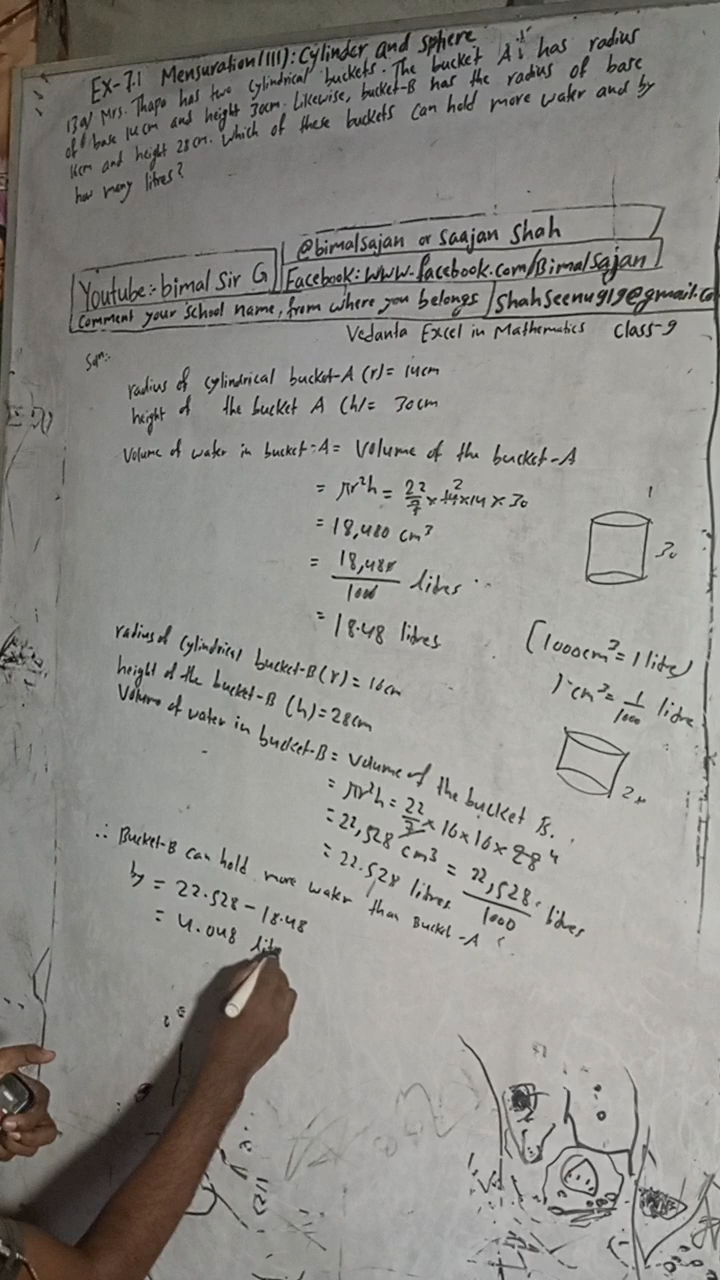 EX-7.1 Mensuration(III): Cylinder and sphere
13a) Mrs. Thapa has two cylindrical buckets. The bucket A has radius
of base 14cm and height 30cm. Likewise, bucket-B has the radius of base
16cm and height 28cm. Which of these buckets can hold more water and by
how many litres?
@bimalsajan or Saajan Shah
Youtube:- bimal Sir G
Facebook: www.facebook.com/Bimalsajan
Comment your school name, from where you belongs
Shahseenu919@gmail.co
Vedanta Excel in Mathematics class-9
radius of cylindrical bucket-A (r) = 14cm
height of the bucket A (h) = 30cm
Volume of water in bucket-A = Volume of the bucket-A
= πr²h = 22/7 × 14 2 × 14 × 30
= 18,480 cm³
30
= 18,480/1000 litres
= 18.48 litres
(1000cm³ = 1 litre)
1 cm³ = 1/1000 litre
radius of cylindrical bucket-B (r) = 16cm
height of the bucket-B (h) = 28cm
Volume of water in bucket-B = Volume of the bucket B.
= πr²h = 22/7 × 16 × 16 × 28 4
= 22,528 cm³ = 22,528/1000 litres
= 22.528 litres
∴ Bucket-B can hold more water than Bucket-A
by = 22.528 - 18.48
= 4.048